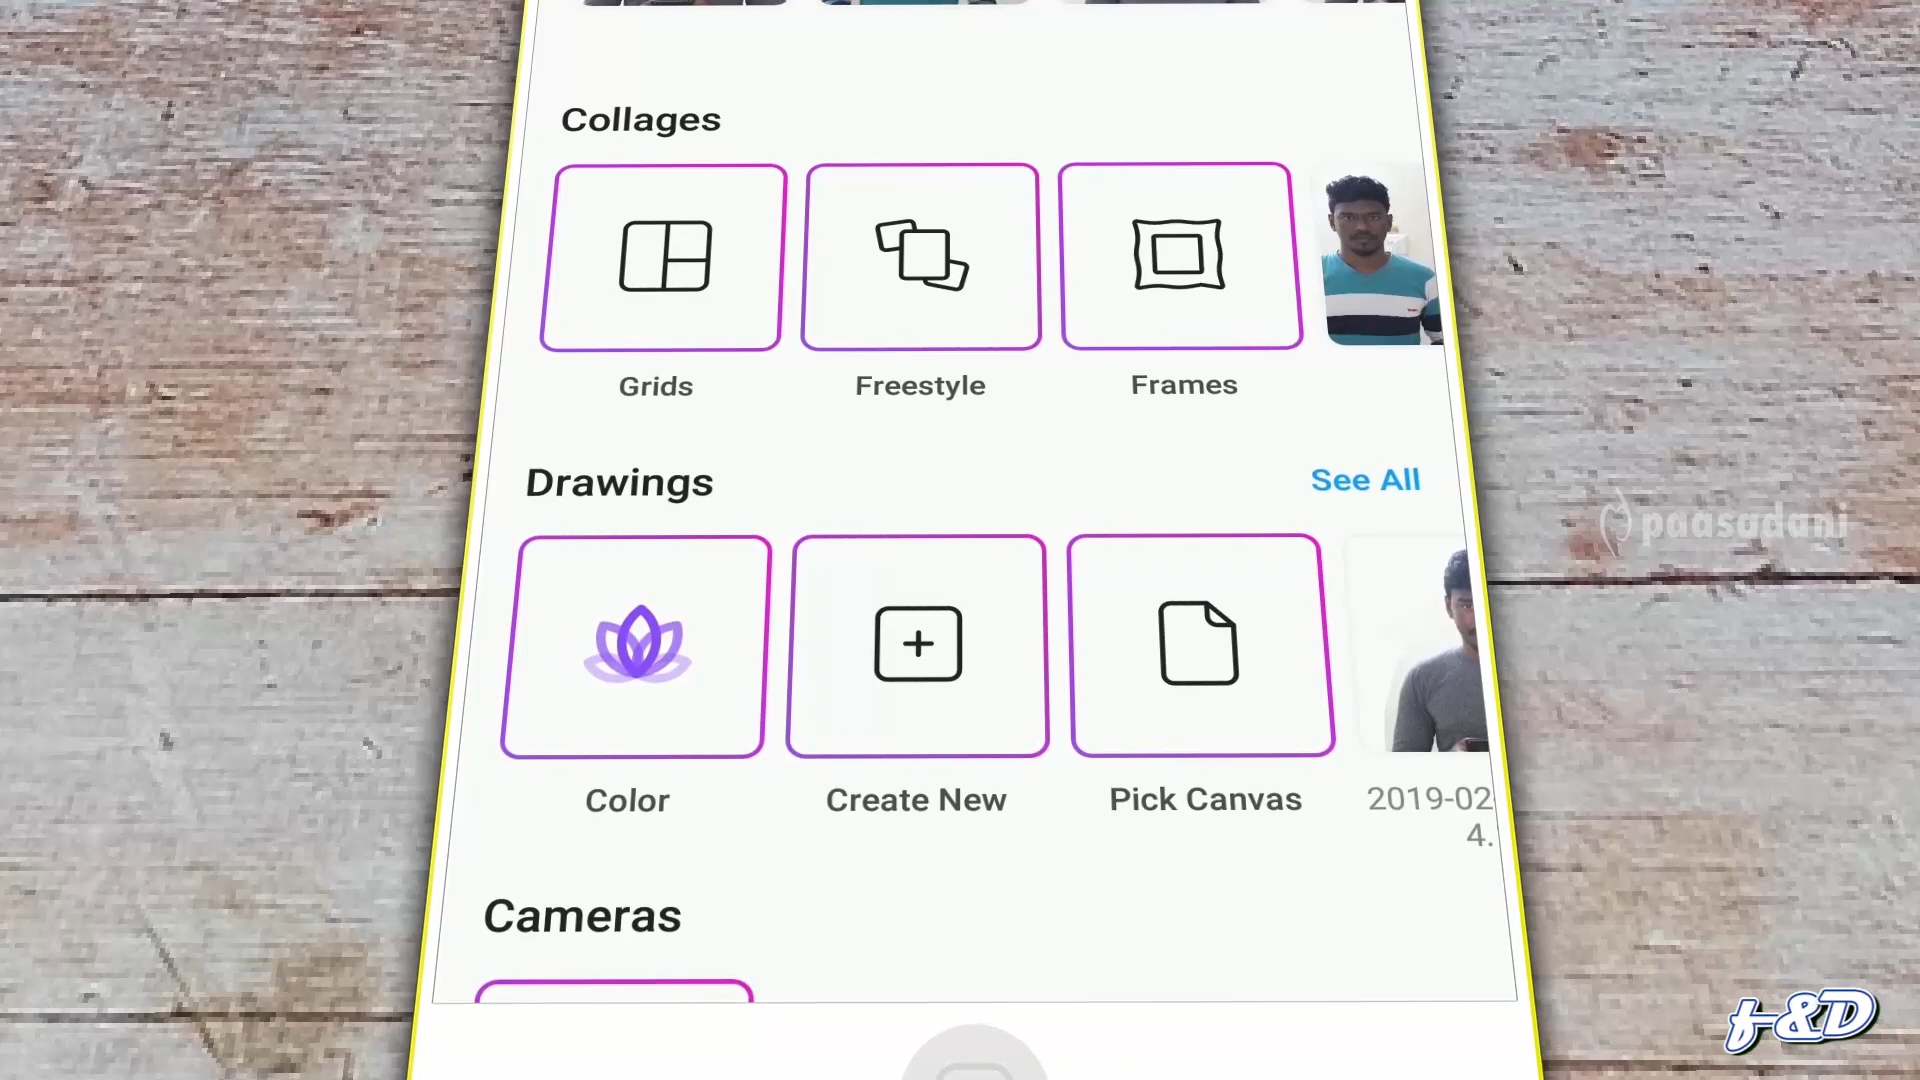 Collages
Grids
Freestyle
Frames
Drawings
See All
paasadani
Color
Create New
Pick Canvas
2019-02
4.
Cameras
t-&D